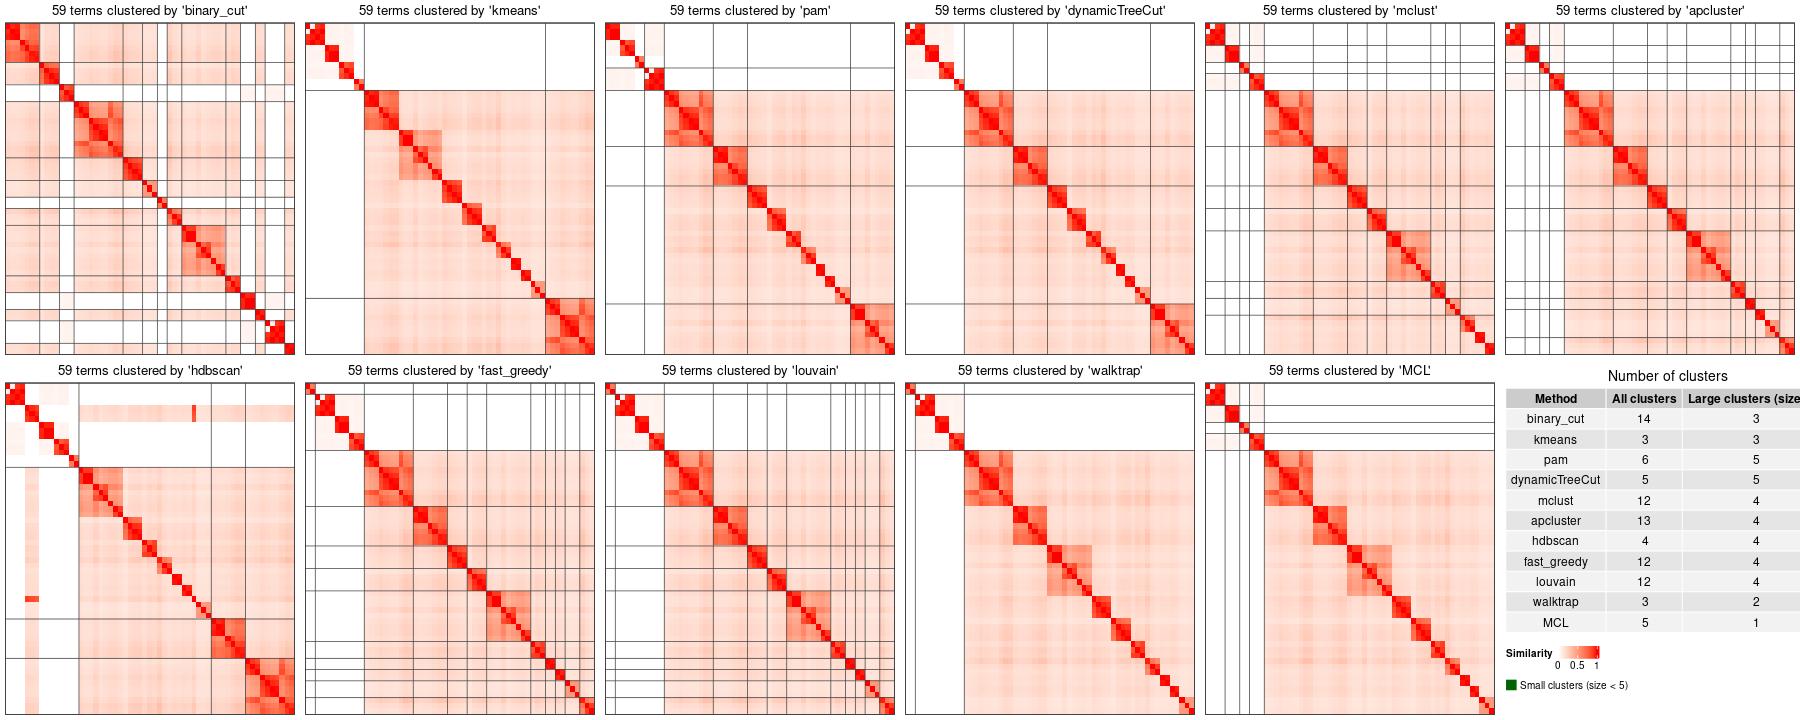 59 terms clustered by 'binary_cut'
59 terms clustered by 'kmeans'
59 terms clustered by 'pam'
59 terms clustered by 'dynamicTreeCut'
59 terms clustered by 'mclust'
59 terms clustered by 'apcluster'
59 terms clustered by 'hdbscan'
59 terms clustered by 'fast_greedy'
59 terms clustered by 'louvain'
59 terms clustered by 'walktrap'
59 terms clustered by 'MCL'
Number of clusters
Method All clusters Large clusters (size
binary_cut 14 3
kmeans 3 3
pam 6 5
dynamicTreeCut 5 5
mclust 12 4
apcluster 13 4
hdbscan 4 4
fast_greedy 12 4
louvain 12 4
walktrap 3 2
MCL 5 1
Similarity
0 0.5 1
Small clusters (size < 5)